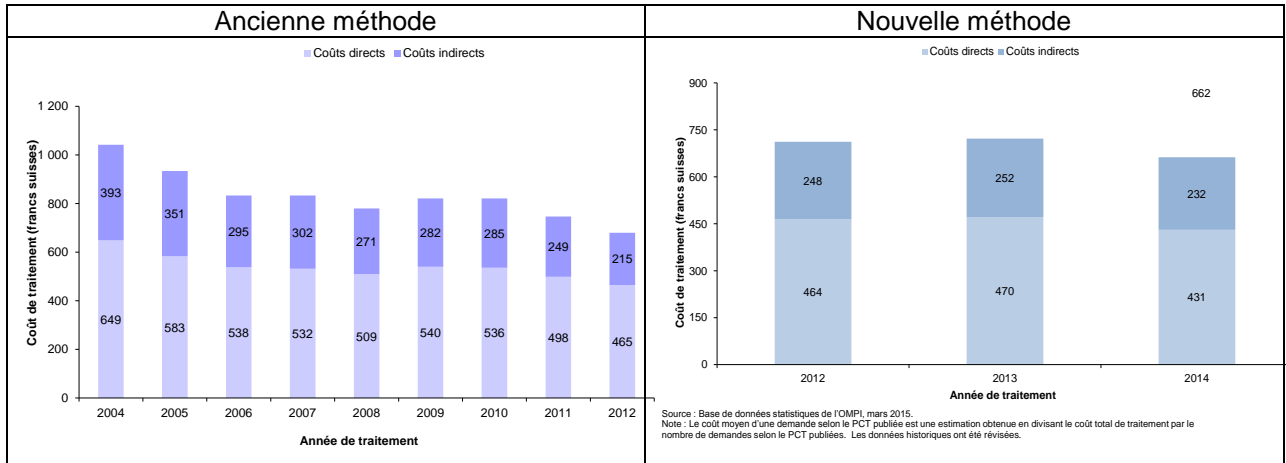 Ancienne méthode
Coûts directs Coûts indirects
Coût de traitement (francs suisses)
1 200
1 000
800
600
400
200
0
393 351 295 302 271 282 285 249 215
649 583 538 532 509 540 536 498 465
2004 2005 2006 2007 2008 2009 2010 2011 2012
Année de traitement
Nouvelle méthode
Coûts directs Coûts indirects
Coût de traitement (francs suisses)
900
750
600
450
300
150
0
662
248 252 232
464 470 431
2012 2013 2014
Année de traitement
Source : Base de données statistiques de l'OMPI, mars 2015.
Note : Le coût moyen d'une demande selon le PCT publiée est une estimation obtenue en divisant le coût total de traitement par le
nombre de demandes selon le PCT publiées. Les données historiques ont été révisées.